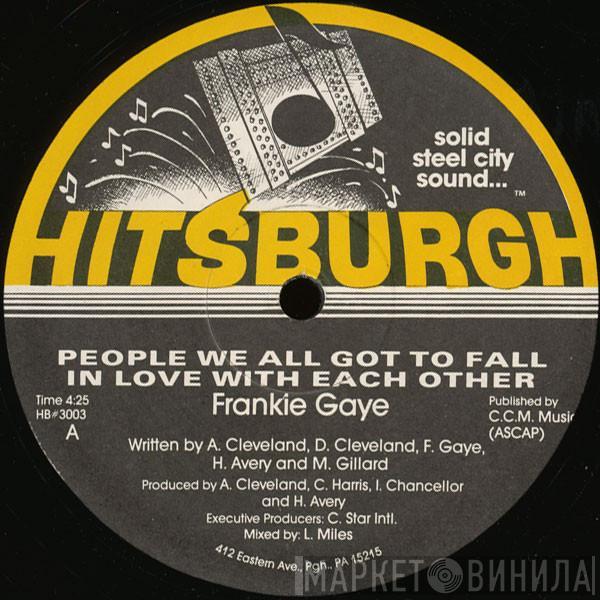 solid
steel city
sound...
TM
HITSBURGH
PEOPLE WE ALL GOT TO FALL
IN LOVE WITH EACH OTHER
Time 4:25
HB#3003
A
Frankie Gaye
Published by
C.C.M. Music
(ASCAP)
Written by A. Cleveland, D. Cleveland, F. Gaye,
H. Avery and M. Gillard
Produced by A. Cleveland, C. Harris, I. Chancellor
and H. Avery
Executive Producers: C. Star Intl.
Mixed by: L. Miles
412 Eastern Ave., Pgh., PA 15215
МАРКЕТ ВИНИЛА